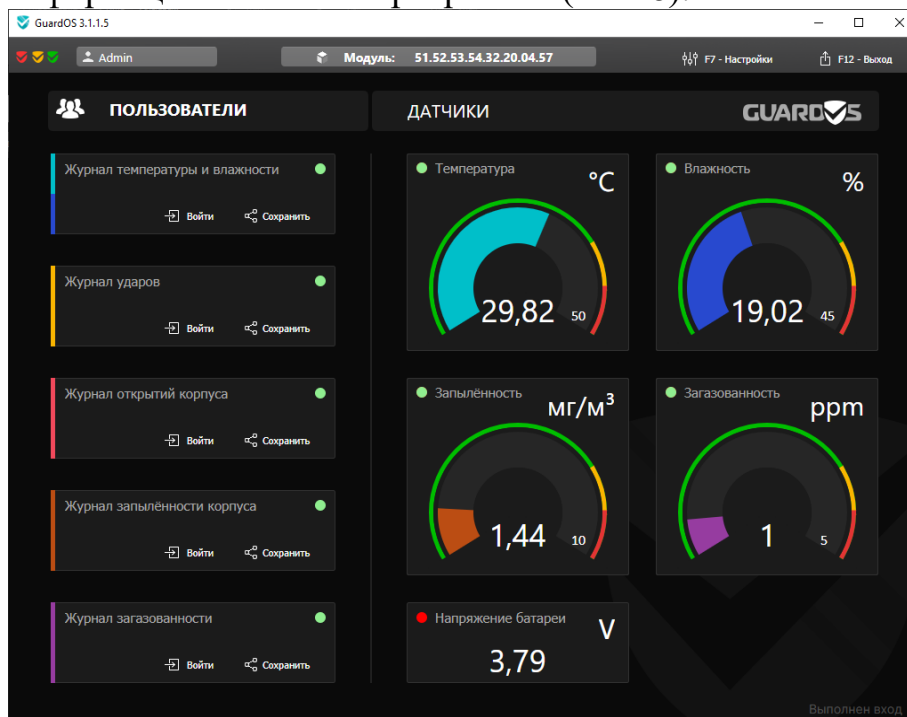 GuardOS 3.1.1.5
Admin
Модуль: 51.52.53.54.32.20.04.57
F7 - Настройки
F12 - Выход
ПОЛЬЗОВАТЕЛИ
ДАТЧИКИ
GUARDOS
Журнал температуры и влажности
Войти
Сохранить
Журнал ударов
Войти
Сохранить
Журнал открытий корпуса
Войти
Сохранить
Журнал запылённости корпуса
Войти
Сохранить
Журнал загазованности
Войти
Сохранить
Температура
°C
29,82
50
Влажность
%
19,02
45
Запылённость
мг/м³
1,44
10
Загазованность
ppm
1
5
Напряжение батареи
V
3,79
Выполнен вход